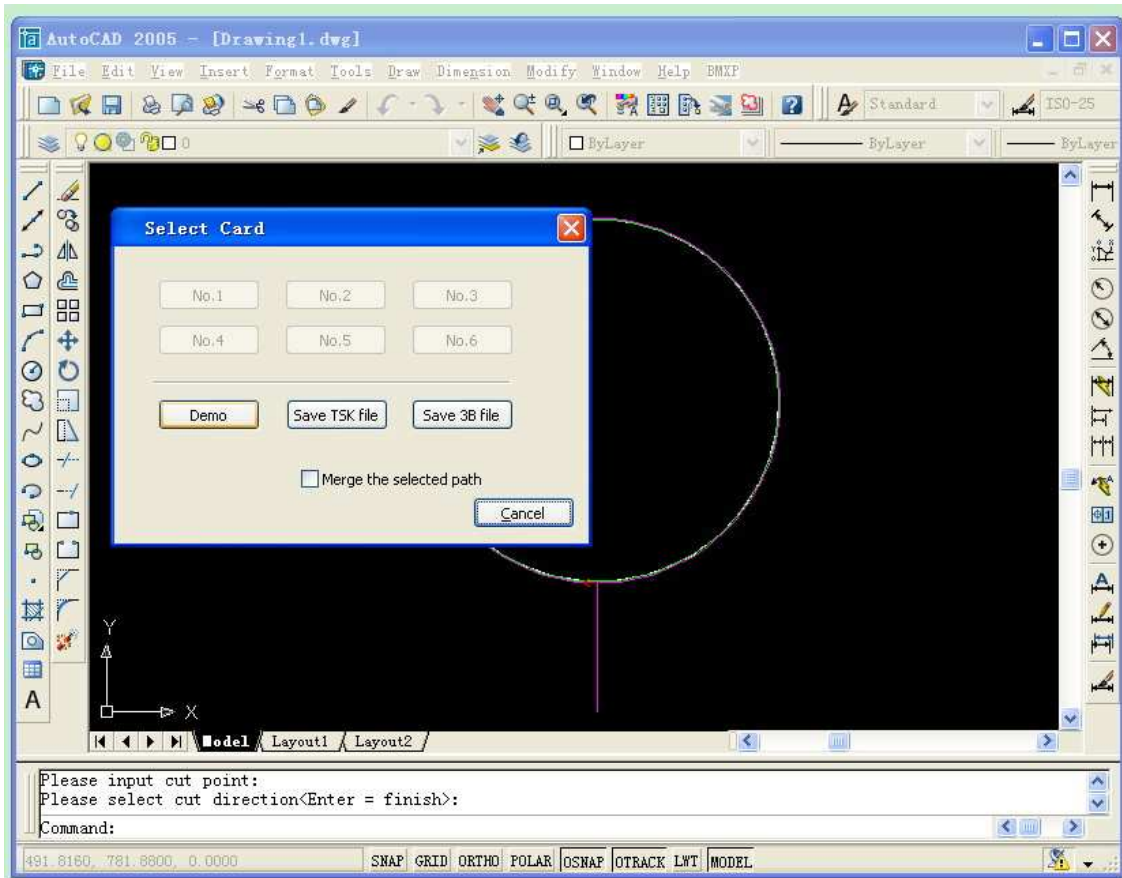 AutoCAD 2005 - [Drawing1.dwg]
File Edit View Insert Format Tools Draw Dimension Modify Window Help BMXP
Standard ISO-25
0 ByLayer ByLayer ByLayer
Select Card
No.1 No.2 No.3
No.4 No.5 No.6
Demo Save TSK file Save 3B file
Merge the selected path
Cancel
Y
X
A
Model Layout1 Layout2
Please input cut point:
Please select cut direction<Enter = finish>:
Command:
491.8160, 781.8800, 0.0000 SNAP GRID ORTHO POLAR OSNAP OTRACK LWT MODEL